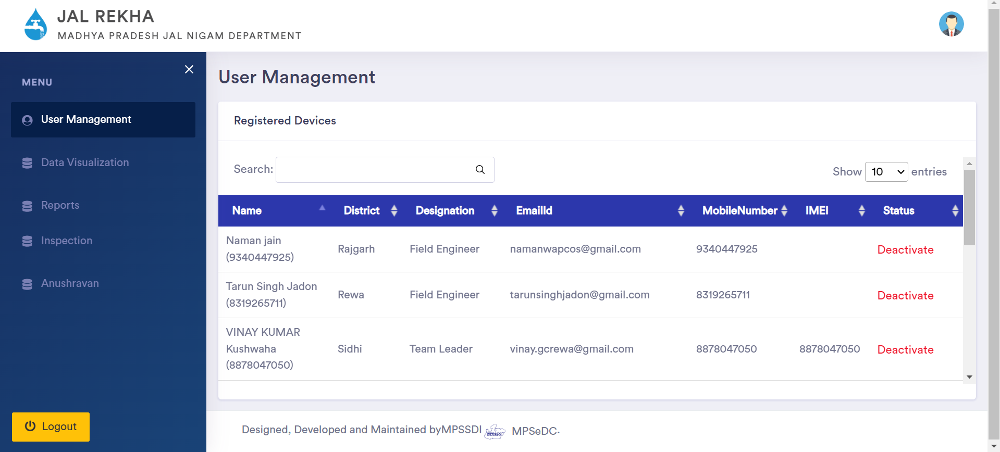 JAL REKHA
MADHYA PRADESH JAL NIGAM DEPARTMENT
MENU
User Management
Data Visualization
Reports
Inspection
Anushravan
Logout
User Management
Registered Devices
Search:
Show 10 entries
Name District Designation EmailId MobileNumber IMEI Status
Naman jain
(9340447925) Rajgarh Field Engineer namanwapcos@gmail.com 9340447925 Deactivate
Tarun Singh Jadon
(8319265711) Rewa Field Engineer tarunsinghjadon@gmail.com 8319265711 Deactivate
VINAY KUMAR
Kushwaha
(8878047050) Sidhi Team Leader vinay.gcrewa@gmail.com 8878047050 8878047050 Deactivate
Designed, Developed and Maintained byMPSSDI MPSeDC MPSeDC.